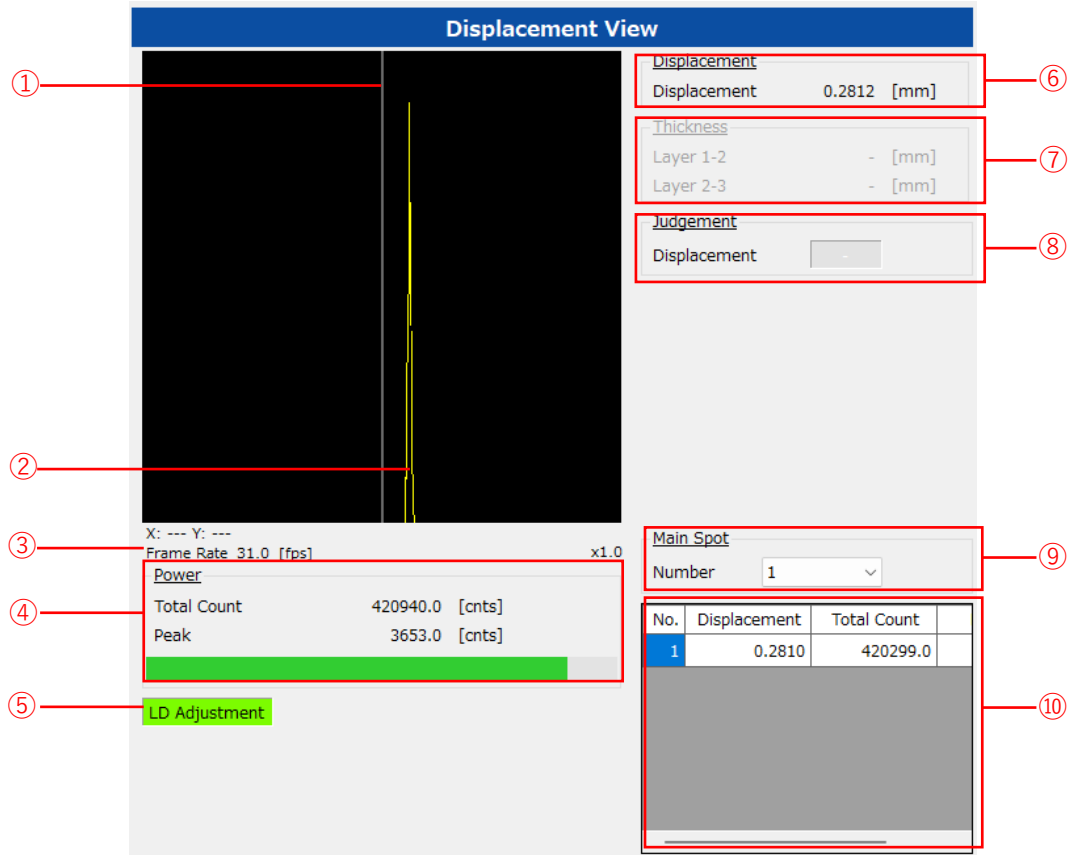 Displacement View
①
②
③
④
⑤
X: --- Y: ---
Frame Rate 31.0 [fps] x1.0
Power
Total Count 420940.0 [cnts]
Peak 3653.0 [cnts]
LD Adjustment
Displacement
Displacement 0.2812 [mm]
⑥
Thickness
Layer 1-2 - [mm]
Layer 2-3 - [mm]
⑦
Judgement
Displacement -
⑧
Main Spot
Number 1
⑨
No. Displacement Total Count
1 0.2810 420299.0
⑩